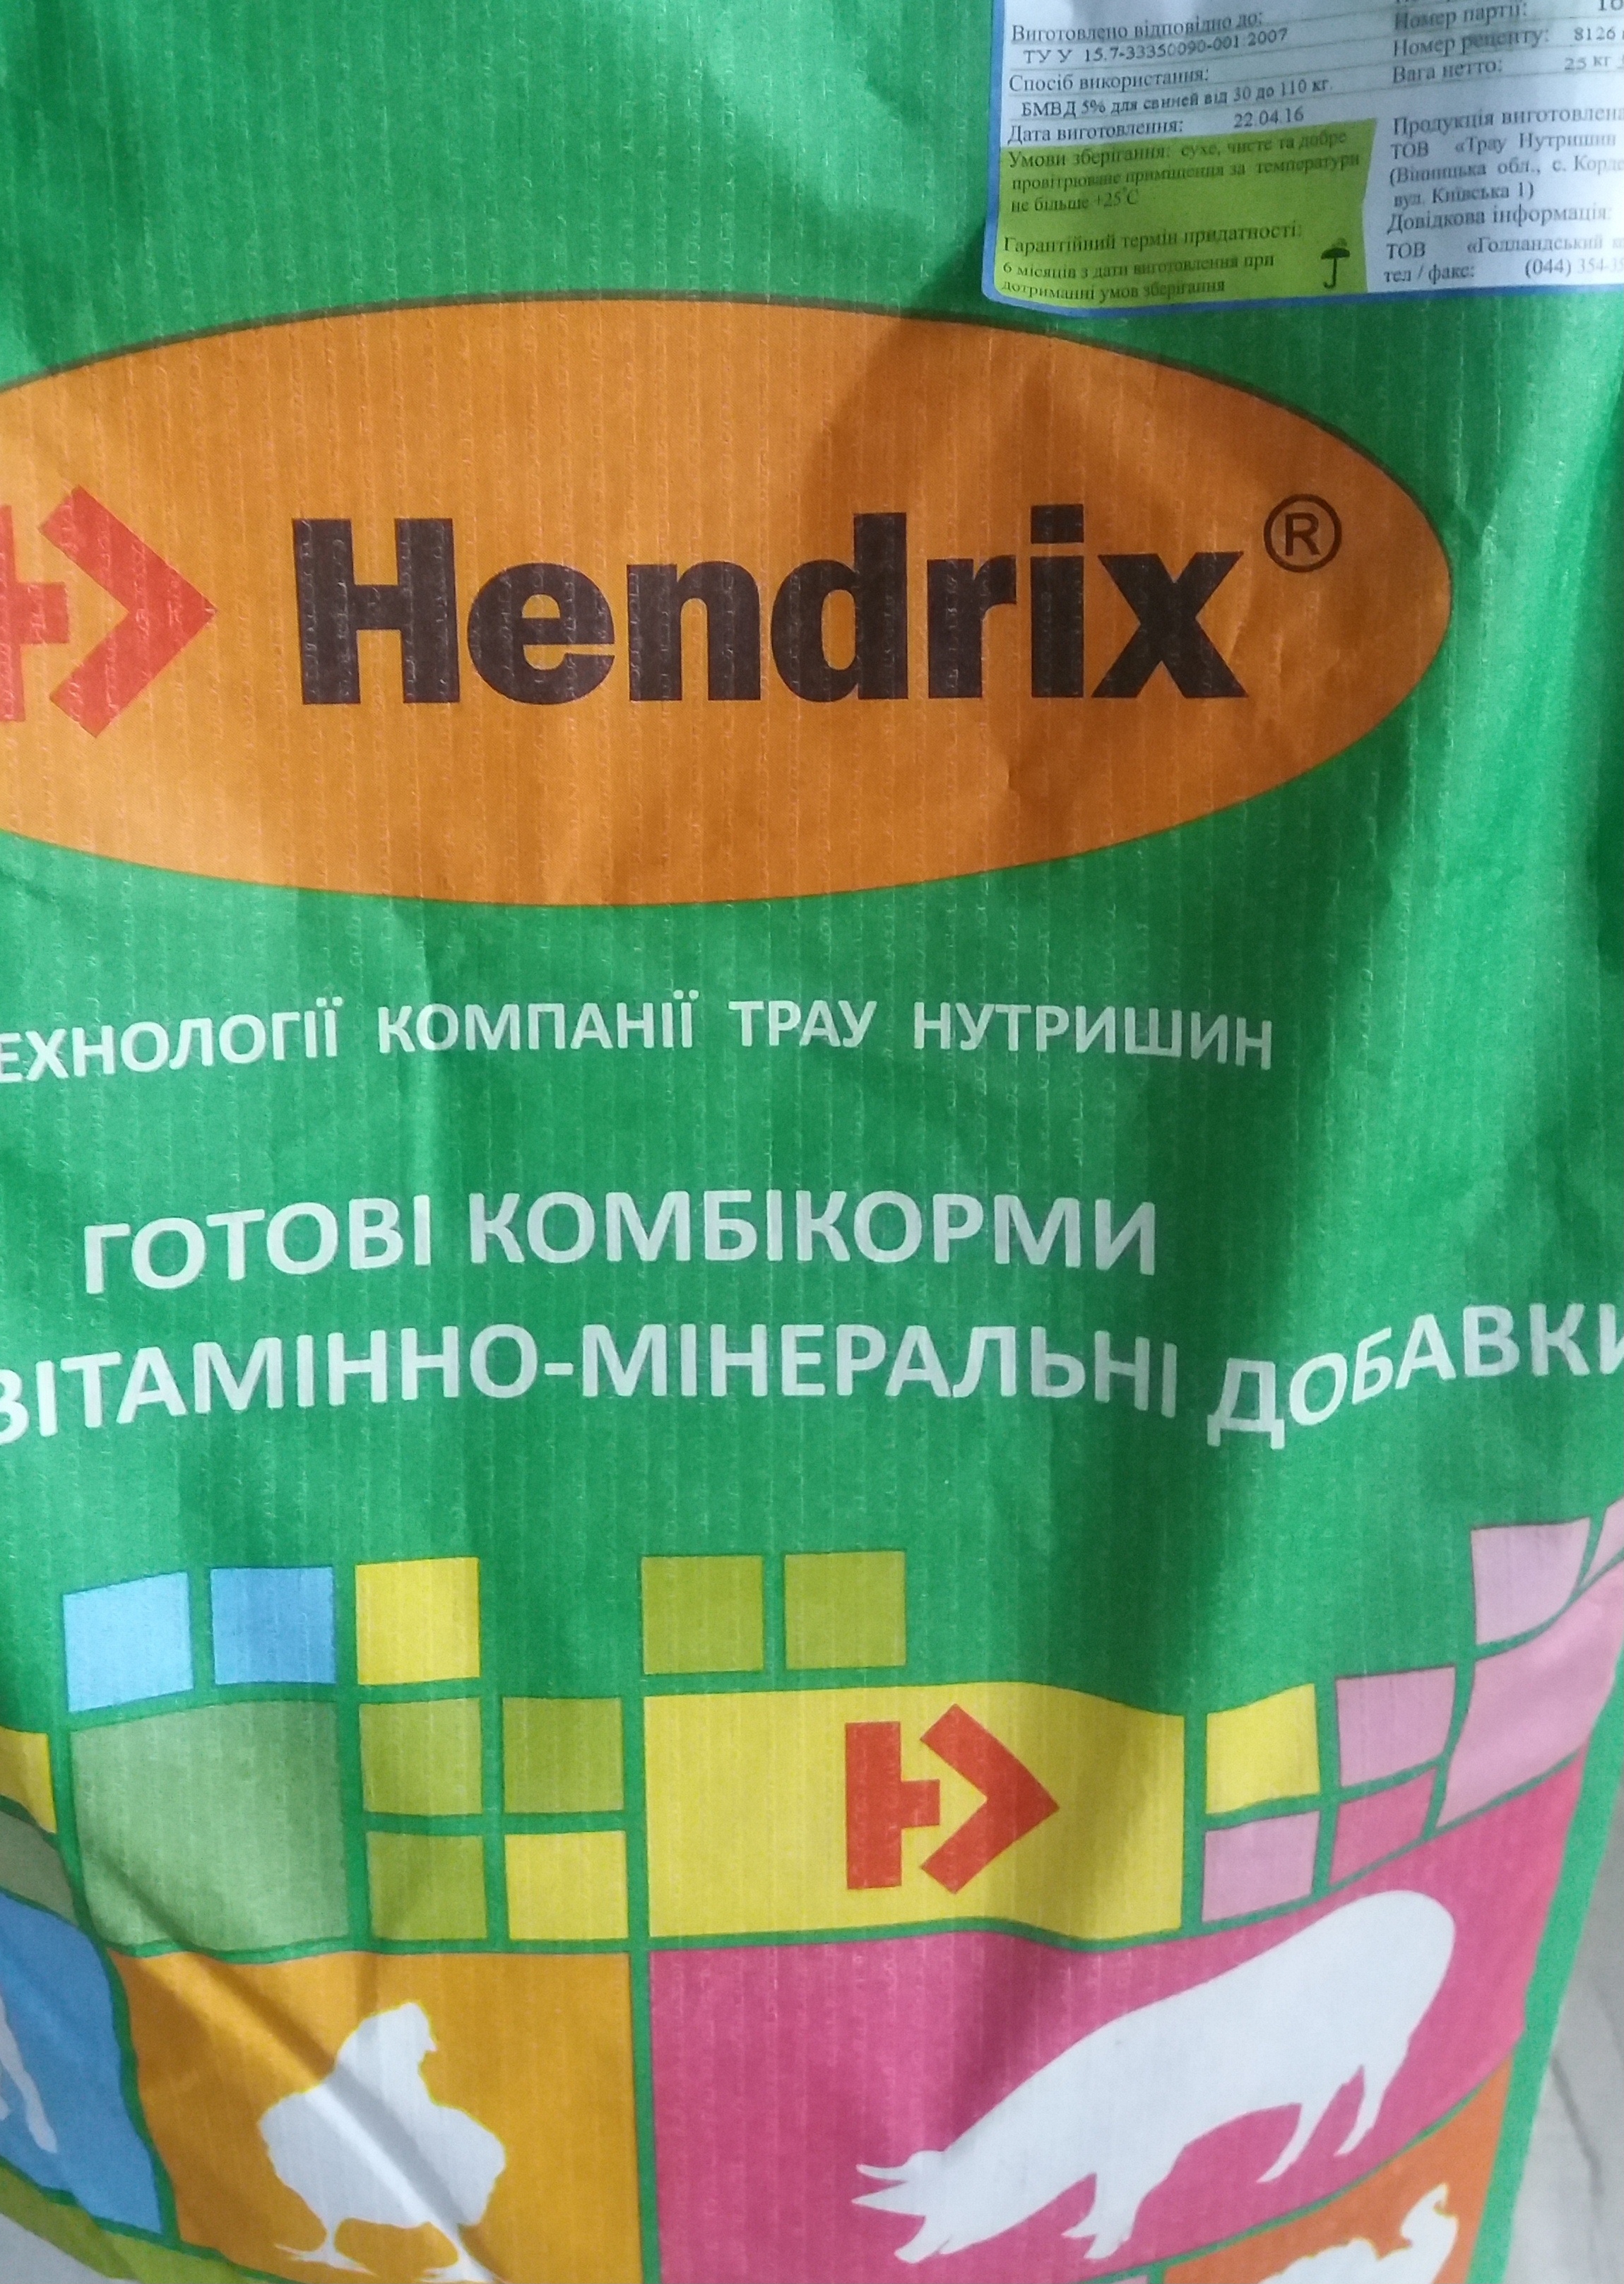 Виготовлено відповідно до:
ТУ У 15.7-33350090-001:2007
Спосіб використання:
БМВД 5% для свиней від 30 до 110 кг.
Дата виготовлення: 22.04.16
Умови зберігання: сухе, чисте та добре
провітрюване приміщення за температури
не більше +25°С
Гарантійний термін придатності:
6 місяців з дати виготовлення при
дотриманні умов зберігання
Номер партії:
Номер рецепту: 8126
Вага нетто: 25 кг
Продукція виготовлена
ТОВ «Трау Нутришин
(Вінницька обл., с.
вул. Київська 1)
Довідкова інформація:
ТОВ «Голландський
тел / факс: (044)
Hendrix®
ЕХНОЛОГІЇ КОМПАНІЇ ТРАУ НУТРИШИН
ГОТОВІ КОМБІКОРМИ
ВІТАМІННО-МІНЕРАЛЬНІ ДОБАВКИ